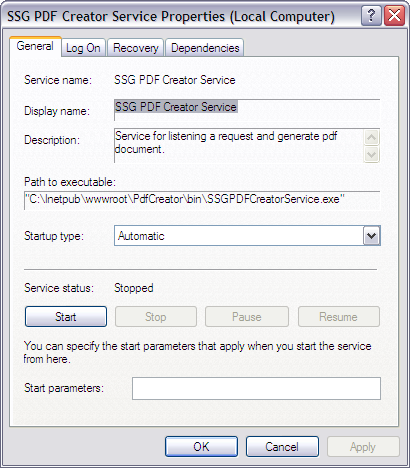 SSG PDF Creator Service Properties (Local Computer)
General Log On Recovery Dependencies
Service name: SSG PDF Creator Service
Display name: SSG PDF Creator Service
Description: Service for listening a request and generate pdf
document.
Path to executable:
"C:\Inetpub\wwwroot\PdfCreator\bin\SSGPDFCreatorService.exe"
Startup type: Automatic
Service status: Stopped
Start Stop Pause Resume
You can specify the start parameters that apply when you start the service
from here.
Start parameters:
OK Cancel Apply